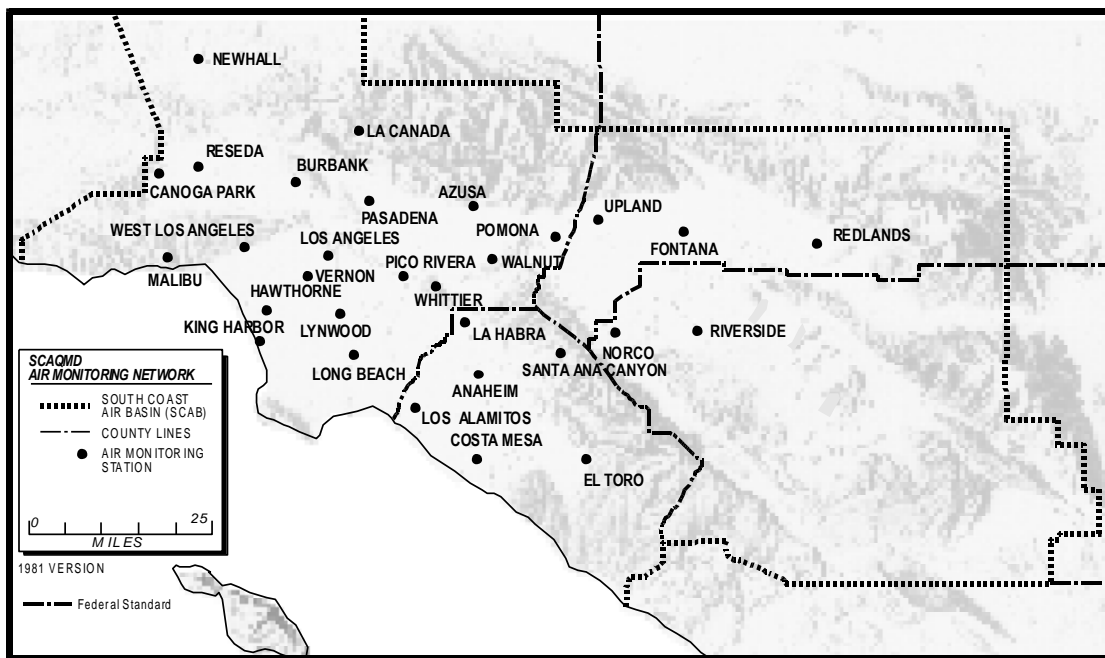 NEWHALL
LA CANADA
RESEDA
BURBANK
CANOGA PARK
AZUSA
PASADENA
UPLAND
WEST LOS ANGELES
LOS ANGELES
POMONA
FONTANA
REDLANDS
PICO RIVERA
WALNUT
MALIBU
VERNON
HAWTHORNE
WHITTIER
KING HARBOR
LYNWOOD
LA HABRA
RIVERSIDE
NORCO
LONG BEACH
SANTA ANA CANYON
ANAHEIM
LOS ALAMITOS
COSTA MESA
EL TORO
SCAQMD
AIR MONITORING NETWORK
SOUTH COAST
AIR BASIN (SCAB)
COUNTY LINES
AIR MONITORING
STATION
0 25
MILES
1981 VERSION
Federal Standard